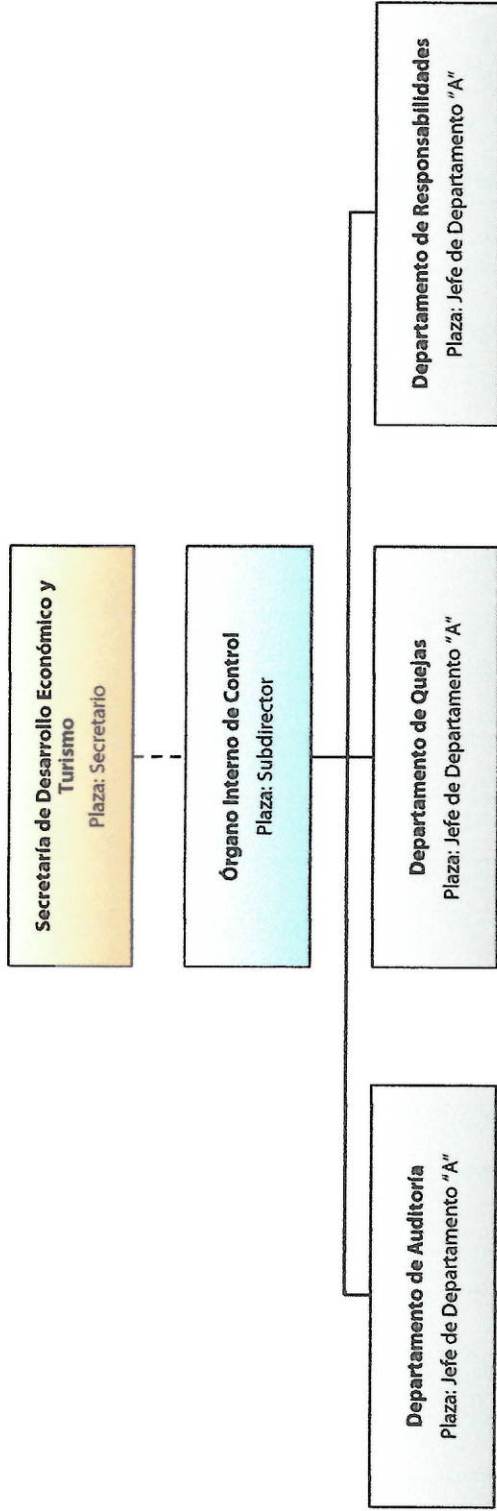 Secretaría de Desarrollo Económico y
Turismo
Plaza: Secretario
Órgano Interno de Control
Plaza: Subdirector
Departamento de Auditoría
Plaza: Jefe de Departamento "A"
Departamento de Quejas
Plaza: Jefe de Departamento "A"
Departamento de Responsabilidades
Plaza: Jefe de Departamento "A"